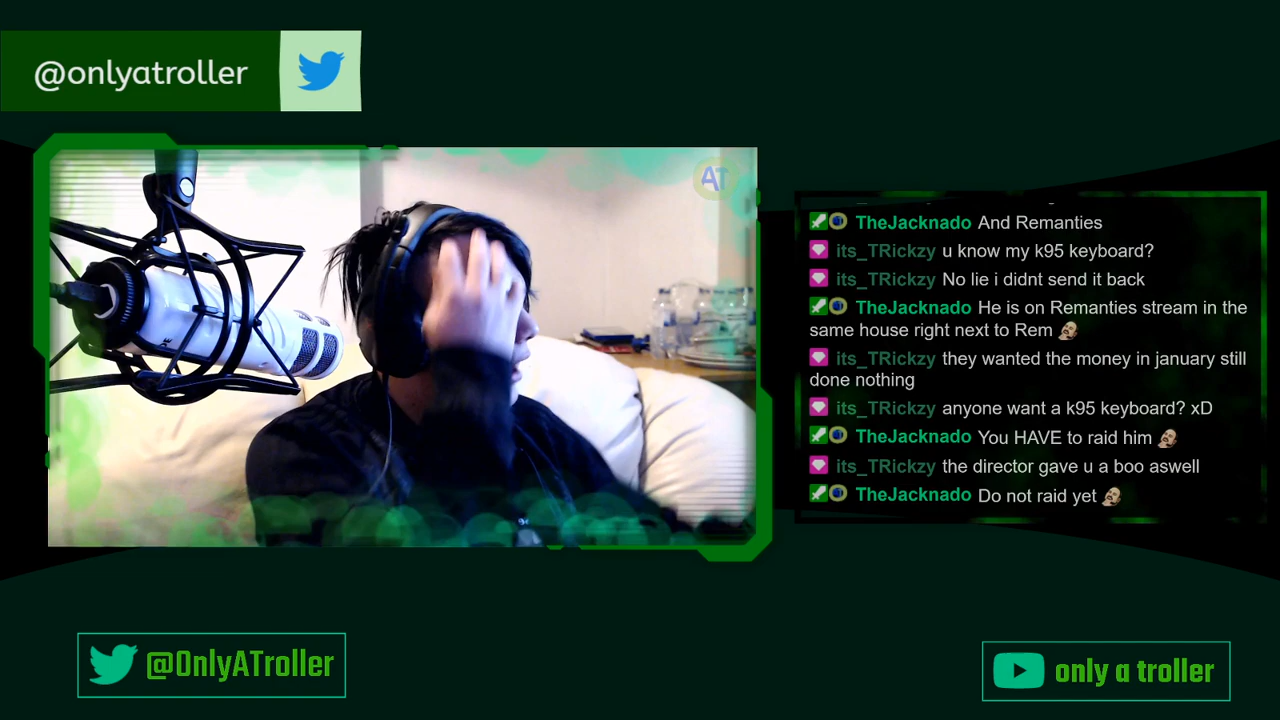 @onlyatroller
AT
TheJacknado And Remanties
its_TRickzy u know my k95 keyboard?
its_TRickzy No lie i didnt send it back
TheJacknado He is on Remanties stream in the
same house right next to Rem
its_TRickzy they wanted the money in january still
done nothing
its_TRickzy anyone want a k95 keyboard? xD
TheJacknado You HAVE to raid him
its_TRickzy the director gave u a boo aswell
TheJacknado Do not raid yet
@OnlyATroller
only a troller